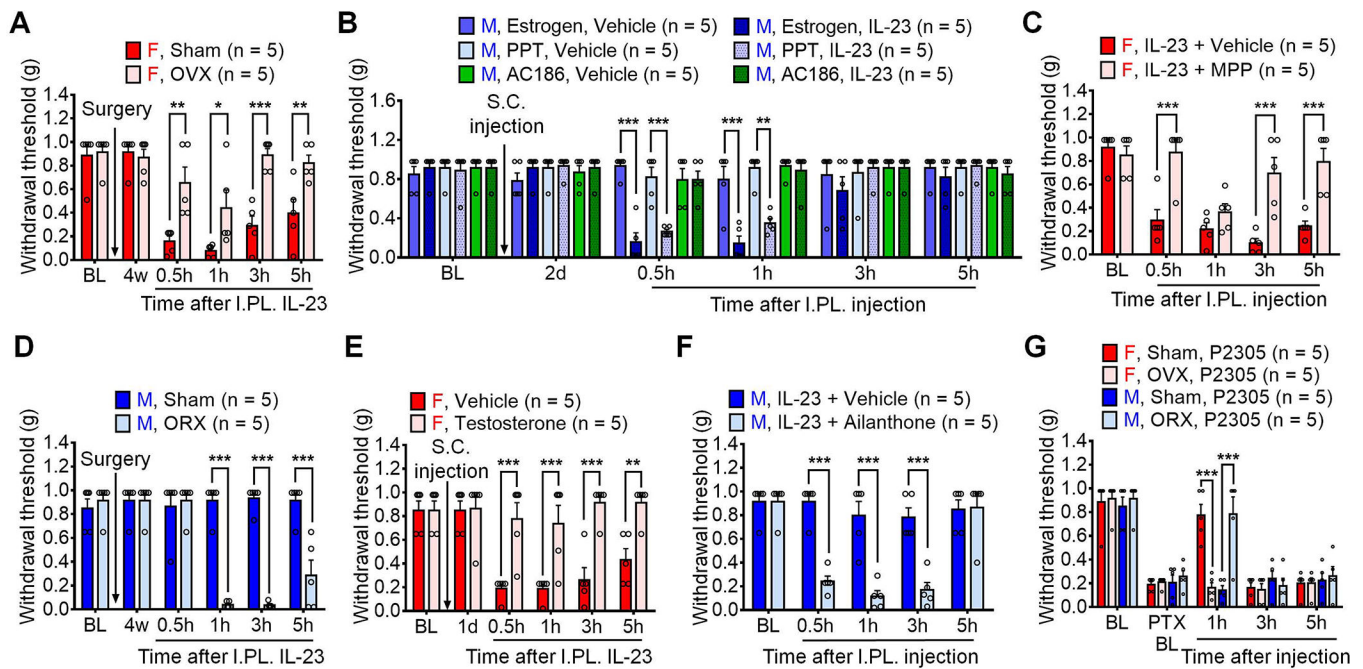 A
F, Sham (n = 5)
F, OVX (n = 5)
Withdrawal threshold (g)
1.4
1.2
1.0
0.8
0.6
0.4
0.2
0.0
Surgery
** * *** **
BL 4w 0.5h 1h 3h 5h
Time after I.PL. IL-23
B
M, Estrogen, Vehicle (n = 5) M, Estrogen, IL-23 (n = 5)
M, PPT, Vehicle (n = 5) M, PPT, IL-23 (n = 5)
M, AC186, Vehicle (n = 5) M, AC186, IL-23 (n = 5)
Withdrawal threshold (g)
1.6
1.2
0.8
0.4
0.0
S.C.
injection
*** *** *** **
BL 2d 0.5h 1h 3h 5h
Time after I.PL. injection
C
F, IL-23 + Vehicle (n = 5)
F, IL-23 + MPP (n = 5)
Withdrawal threshold (g)
1.4
1.2
1.0
0.8
0.6
0.4
0.2
0.0
*** *** ***
BL 0.5h 1h 3h 5h
Time after I.PL. injection
D
M, Sham (n = 5)
M, ORX (n = 5)
Withdrawal threshold (g)
1.4
1.2
1.0
0.8
0.6
0.4
0.2
0.0
Surgery
*** *** ***
BL 4w 0.5h 1h 3h 5h
Time after I.PL. IL-23
E
F, Vehicle (n = 5)
F, Testosterone (n = 5)
Withdrawal threshold (g)
1.4
1.2
1.0
0.8
0.6
0.4
0.2
0.0
S.C.
injection
*** *** *** **
BL 1d 0.5h 1h 3h 5h
Time after I.PL. IL-23
F
M, IL-23 + Vehicle (n = 5)
M, IL-23 + Ailanthone (n = 5)
Withdrawal threshold (g)
1.4
1.2
1.0
0.8
0.6
0.4
0.2
0.0
*** *** ***
BL 0.5h 1h 3h 5h
Time after I.PL. injection
G
F, Sham, P2305 (n = 5)
F, OVX, P2305 (n = 5)
M, Sham, P2305 (n = 5)
M, ORX, P2305 (n = 5)
Withdrawal threshold (g)
1.4
1.2
1.0
0.8
0.6
0.4
0.2
0.0
*** ***
BL PTX BL 1h 3h 5h
Time after injection